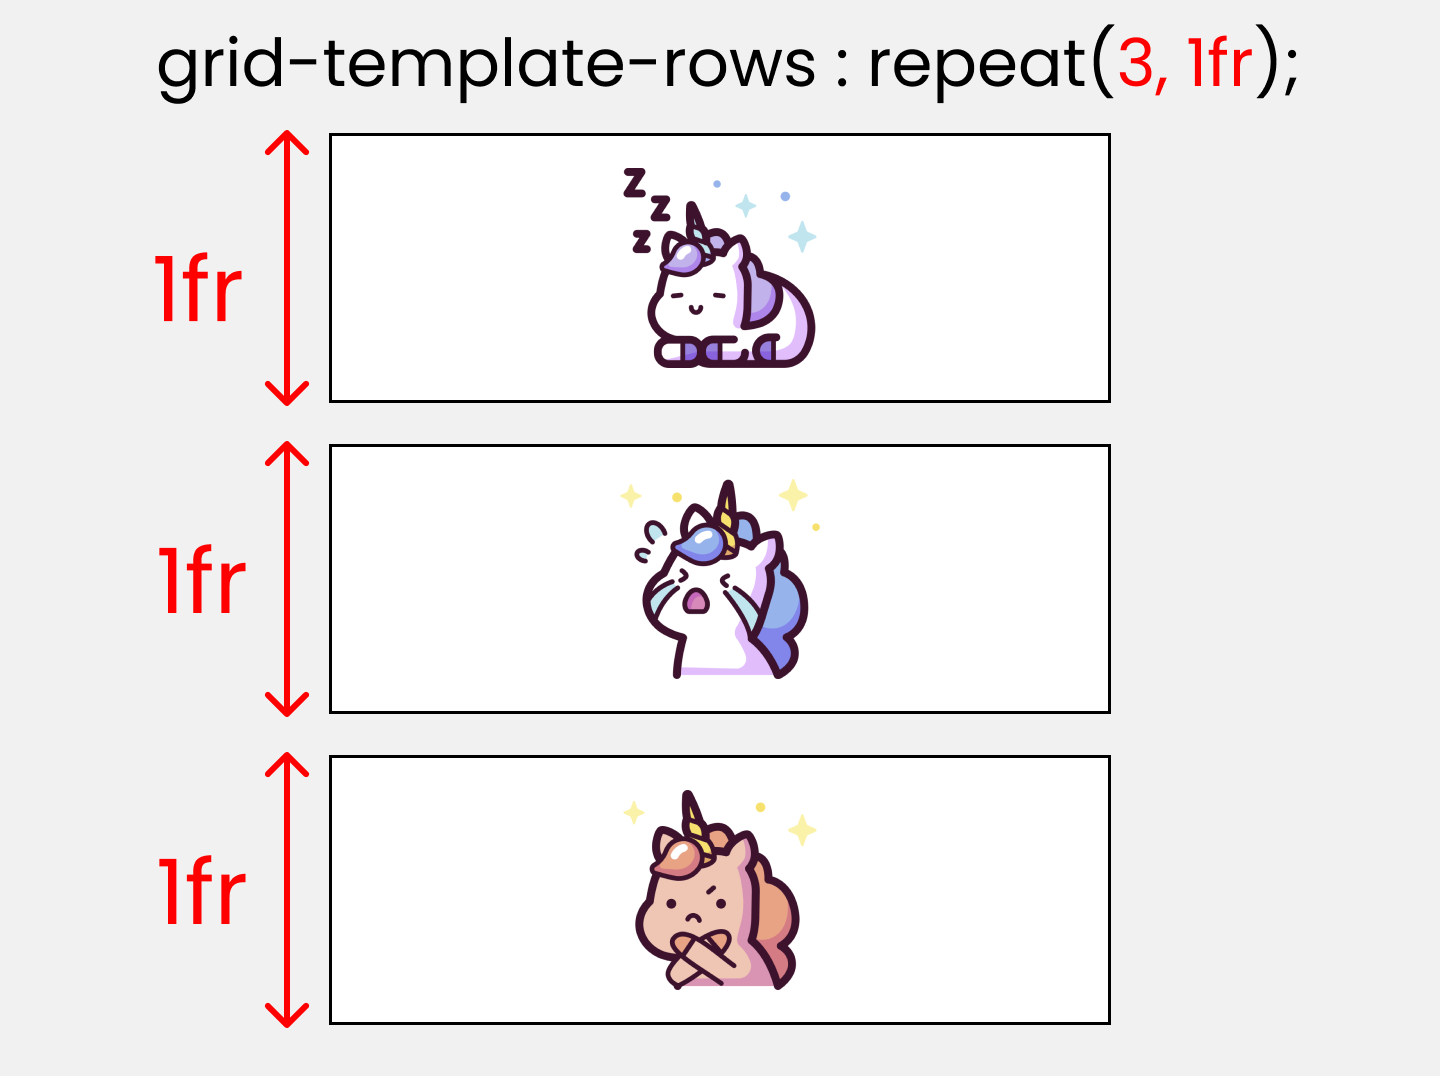 grid-template-rows : repeat(3, 1fr);
z
z
z
1fr
1fr
1fr